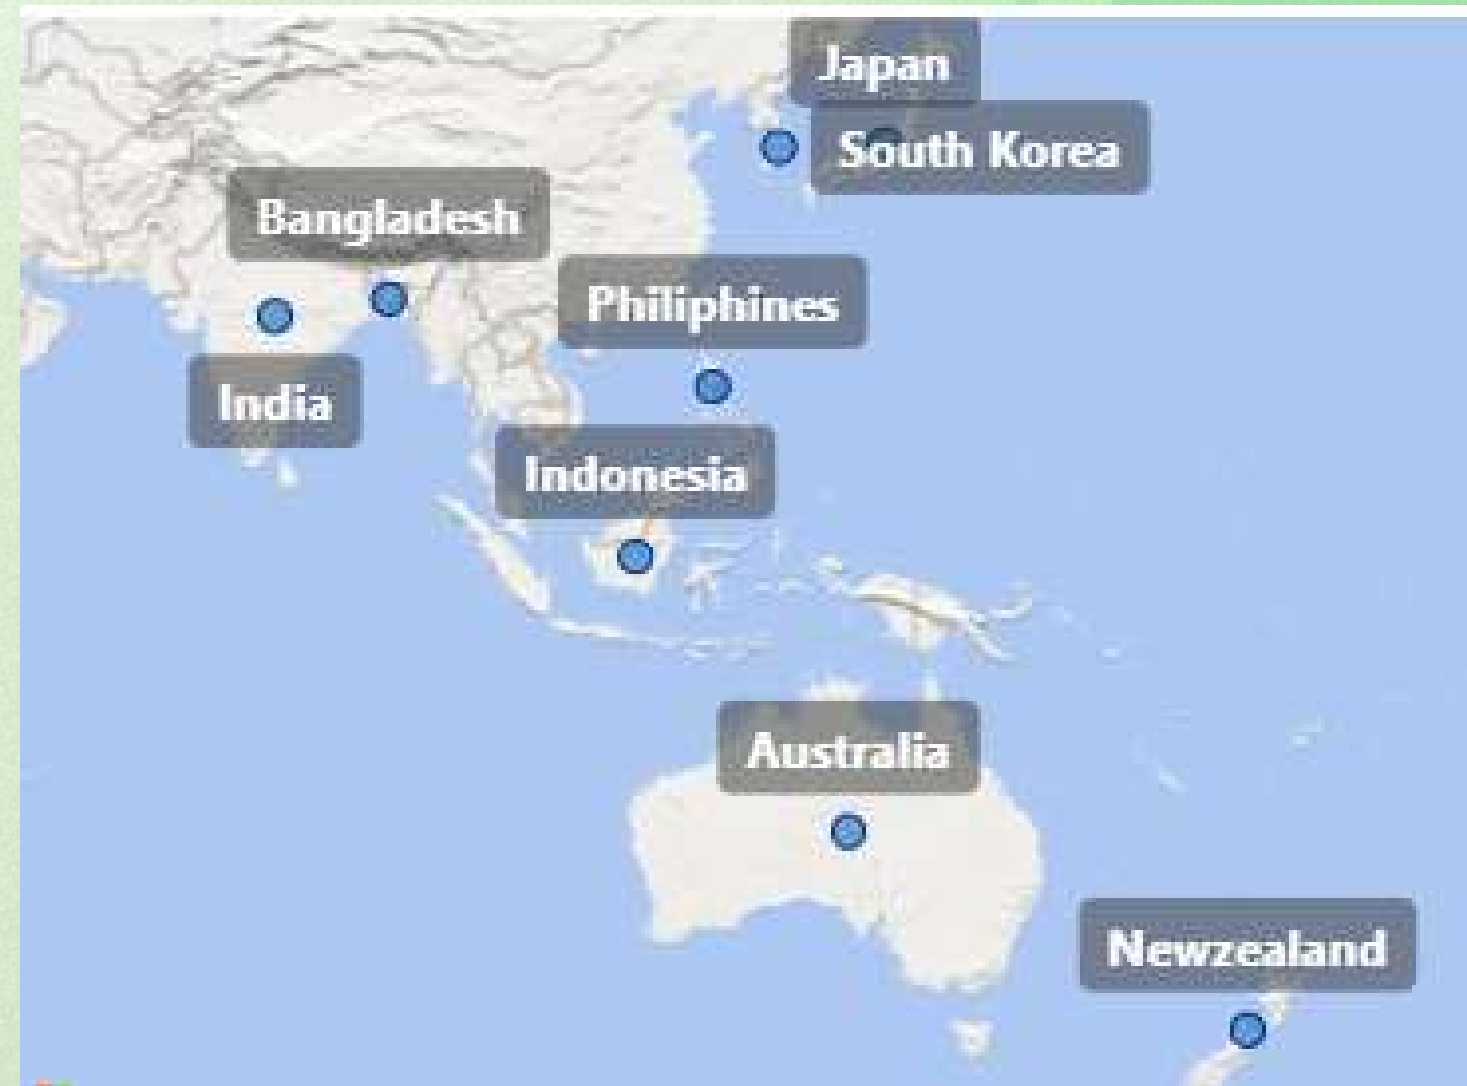 Japan
South Korea
Bangladesh
Philiphines
India
Indonesia
Australia
Newzealand